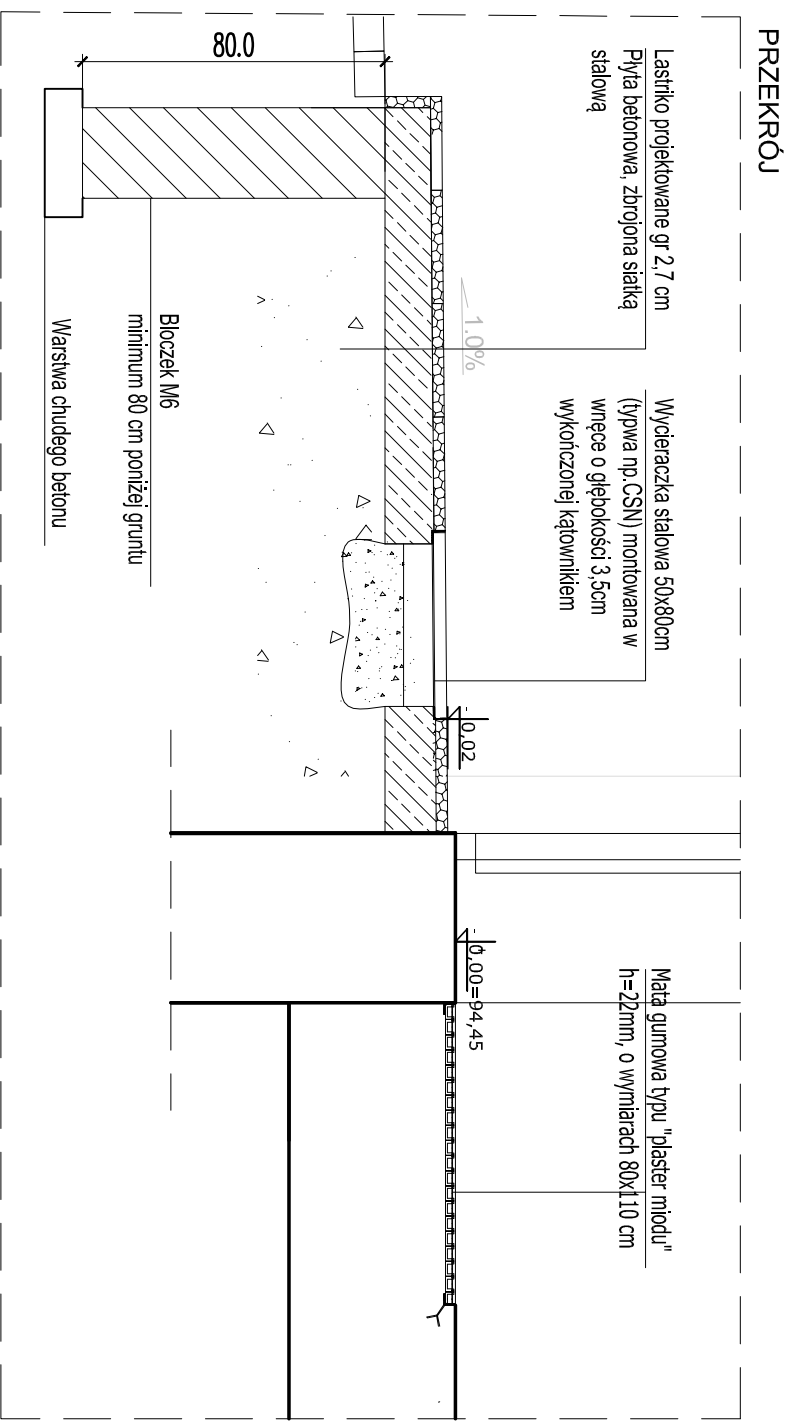 PRZEKRÓJ
Lastriko projektowane gr 2,7 cm
Płyta betonowa, zbrojona siatką
stalową
Wycieraczka stalowa 50x80cm
(typwa np.CSN) montowana w
wnęce o głębokości 3,5cm
wykończonej kątownikiem
Mata gumowa typu "plaster miodu"
h=22mm, o wymiarach 80x110 cm
1.0%
- 0,02
- 0,00=94,45
80.0
Bloczek M6
minimum 80 cm poniżej gruntu
Warstwa chudego betonu